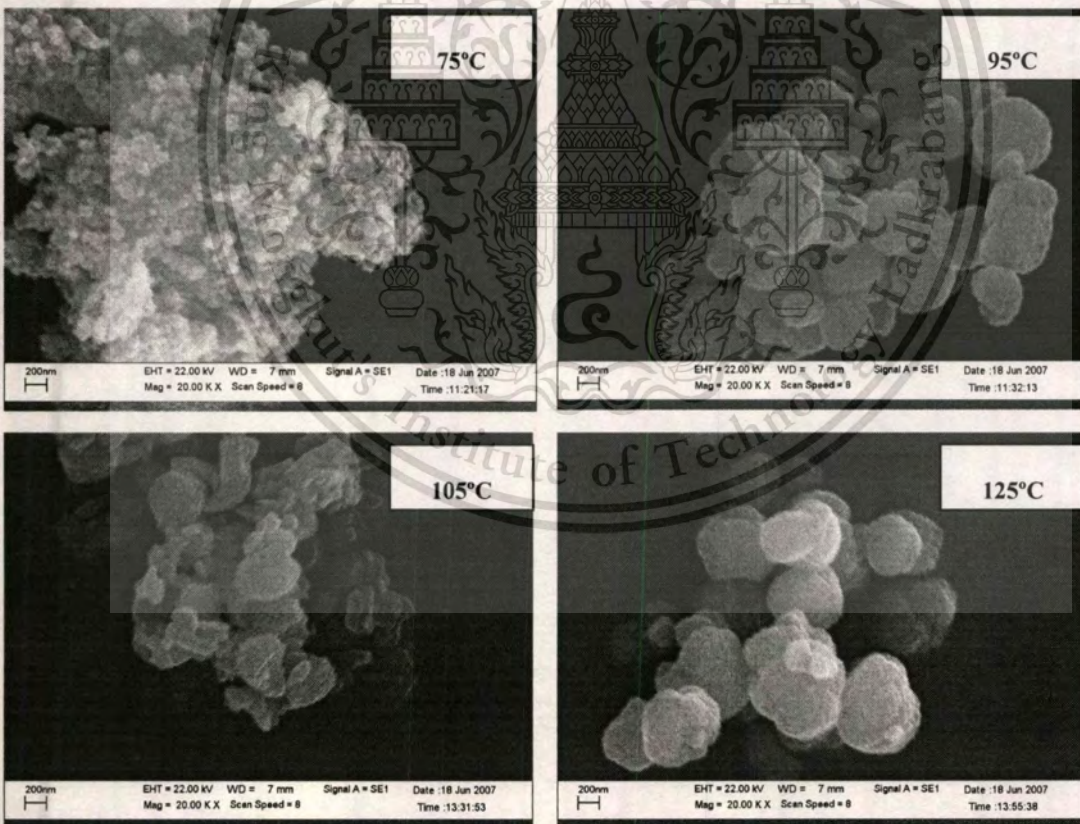 75ºC
200nm EHT = 22.00 kV WD = 7 mm Signal A = SE1 Date :18 Jun 2007
Mag = 20.00 K X Scan Speed = 8 Time :11:21:17
95ºC
200nm EHT = 22.00 kV WD = 7 mm Signal A = SE1 Date :18 Jun 2007
Mag = 20.00 K X Scan Speed = 8 Time :11:32:13
105ºC
200nm EHT = 22.00 kV WD = 7 mm Signal A = SE1 Date :18 Jun 2007
Mag = 20.00 K X Scan Speed = 8 Time :13:31:53
125ºC
200nm EHT = 22.00 kV WD = 7 mm Signal A = SE1 Date :18 Jun 2007
Mag = 20.00 K X Scan Speed = 8 Time :13:55:38
King Mongkut's Institute of Technology Ladkrabang